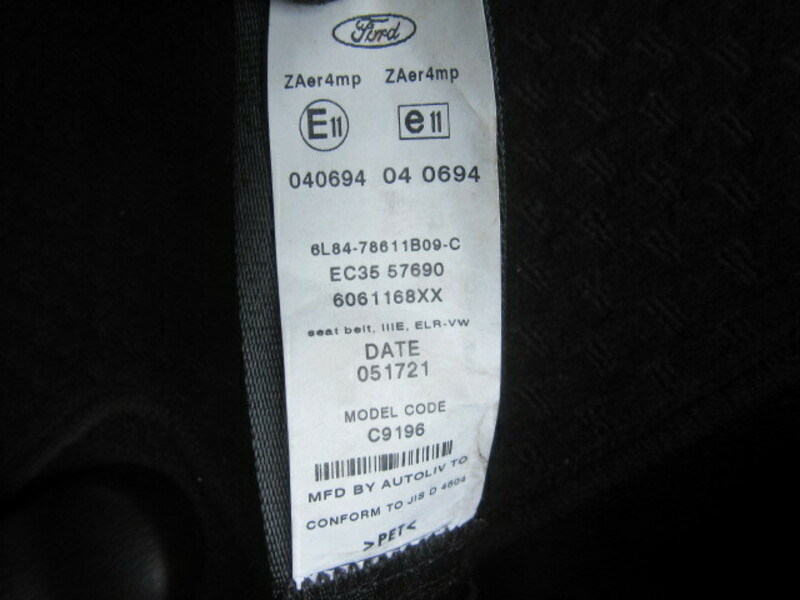 Ford
ZAer4mp ZAer4mp
E11 e11
040694 04 0694
6L84-78611B09-C
EC35 57690
6061168XX
seat belt, IIIE, ELR-VW
DATE
051721
MODEL CODE
C9196
MFD BY AUTOLIV TO
CONFORM TO JIS D 4604
>PET<